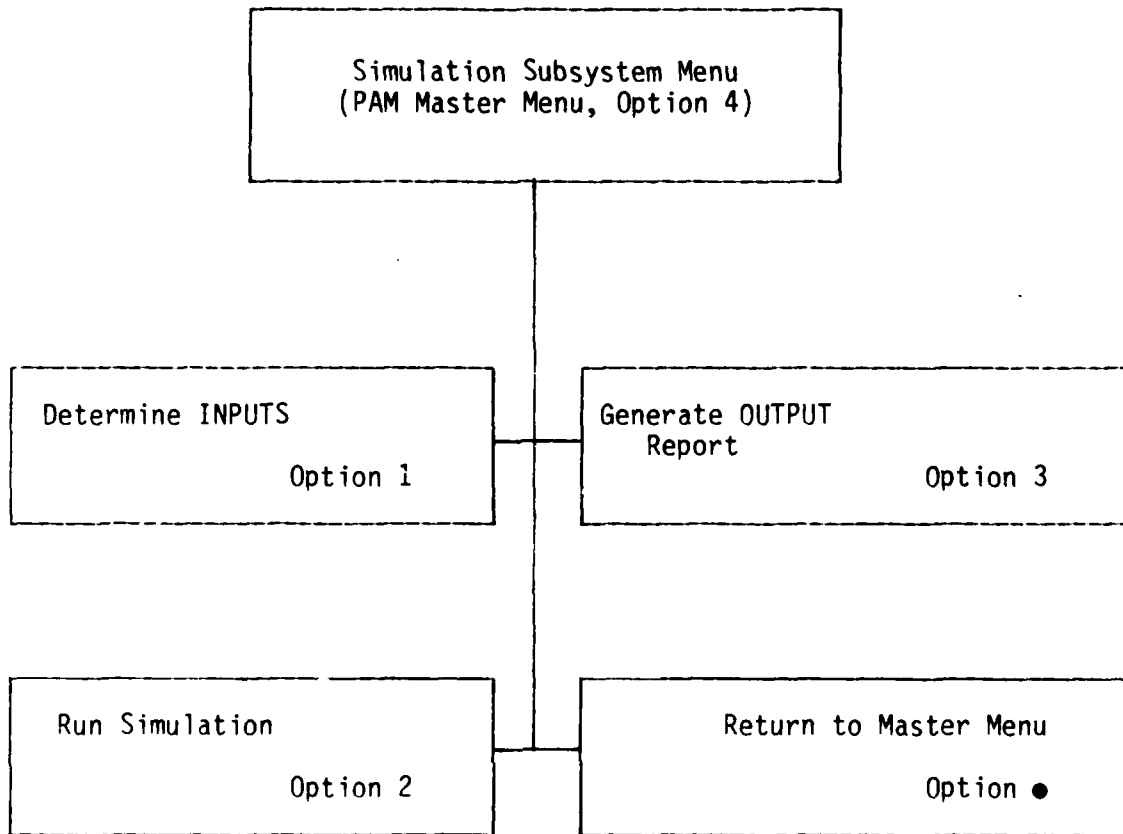 Simulation Subsystem Menu
(PAM Master Menu, Option 4)
Determine INPUTS
Option 1
Generate OUTPUT
Report
Option 3
Run Simulation
Option 2
Return to Master Menu
Option ●